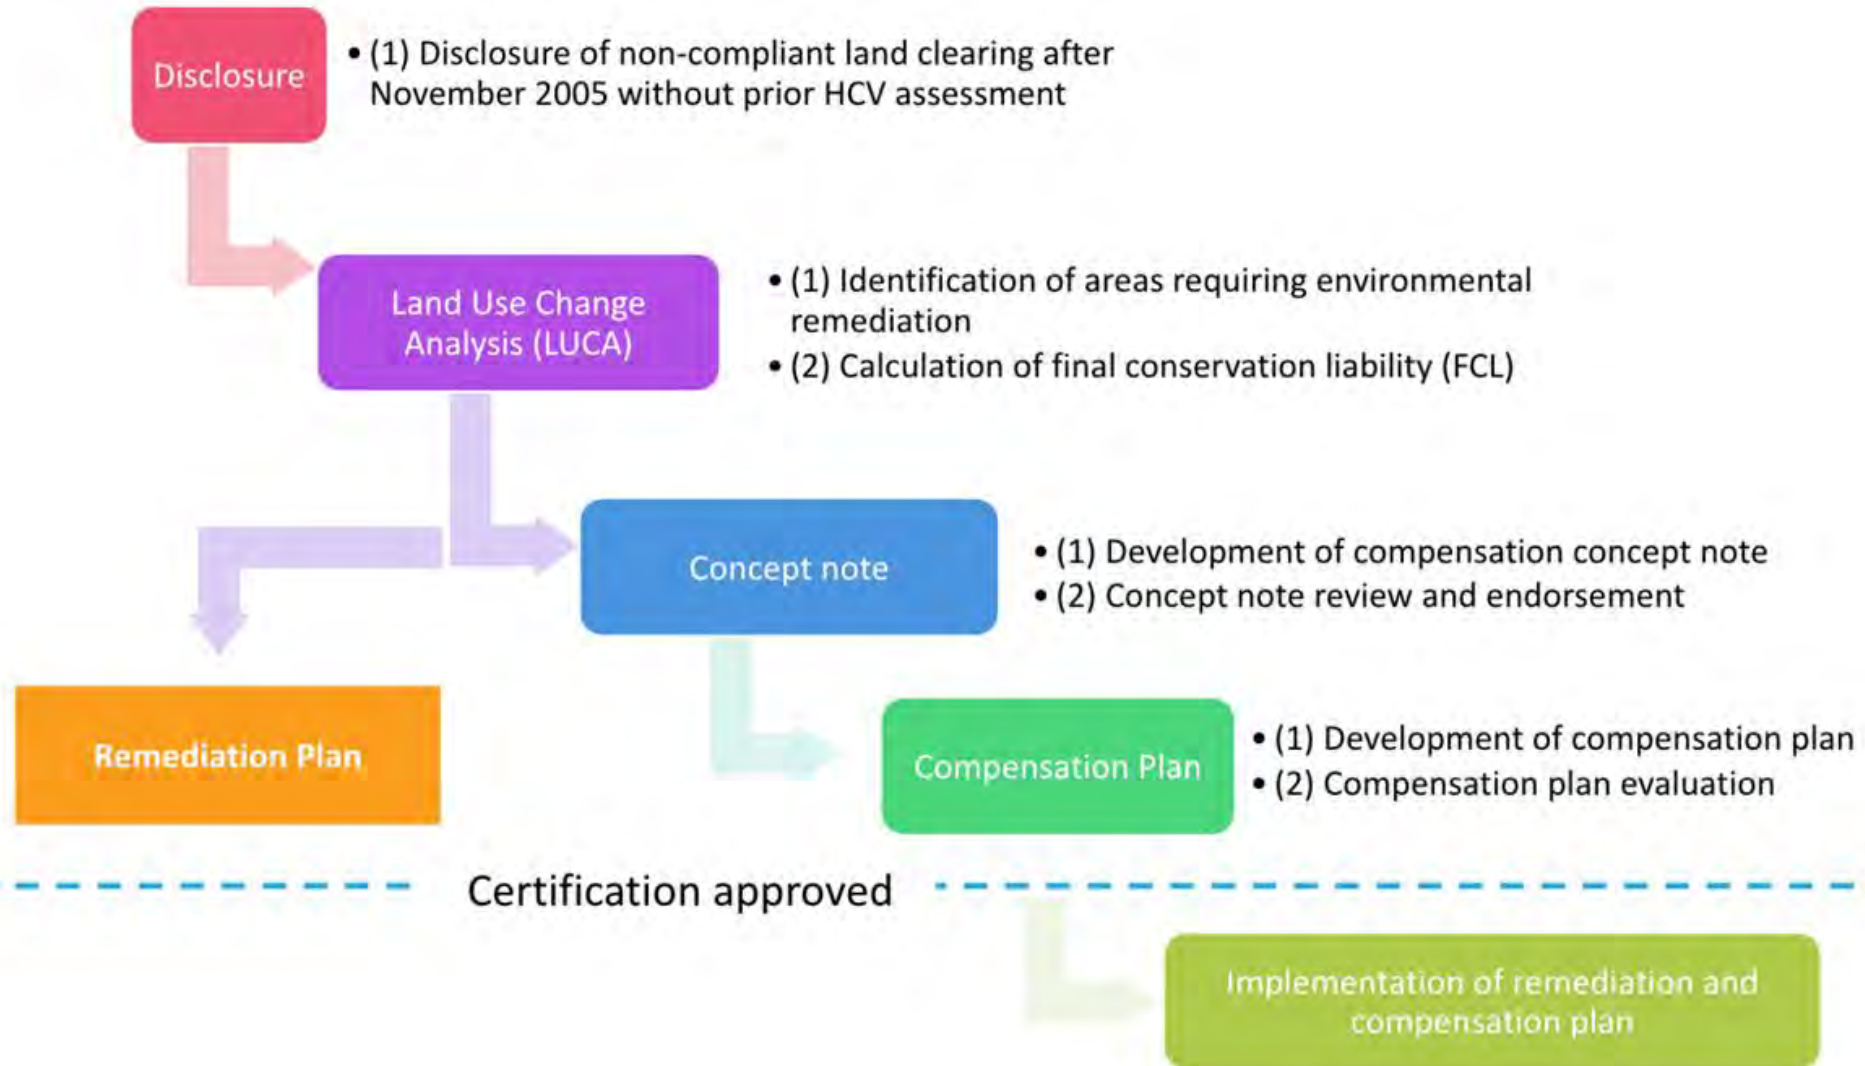 Disclosure
• (1) Disclosure of non-compliant land clearing after
November 2005 without prior HCV assessment
Land Use Change
Analysis (LUCA)
• (1) Identification of areas requiring environmental
remediation
• (2) Calculation of final conservation liability (FCL)
Concept note
• (1) Development of compensation concept note
• (2) Concept note review and endorsement
Remediation Plan
Compensation Plan
• (1) Development of compensation plan
• (2) Compensation plan evaluation
Certification approved
Implementation of remediation and
compensation plan